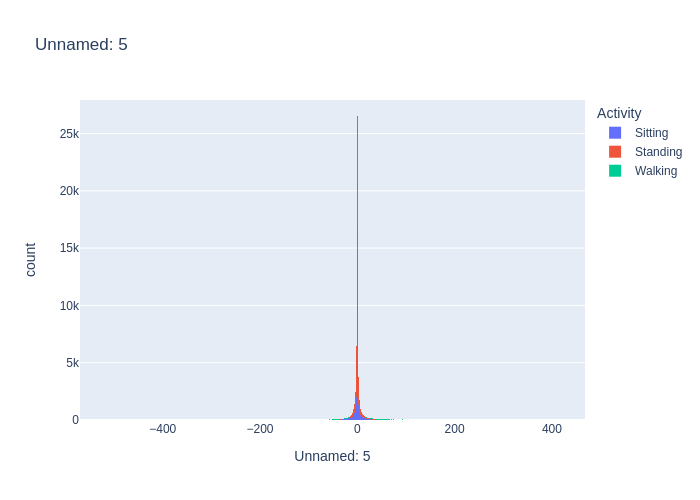 Unnamed: 5
Activity
Sitting
Standing
Walking
25k
20k
15k
10k
5k
0
count
−400
−200
0
200
400
Unnamed: 5